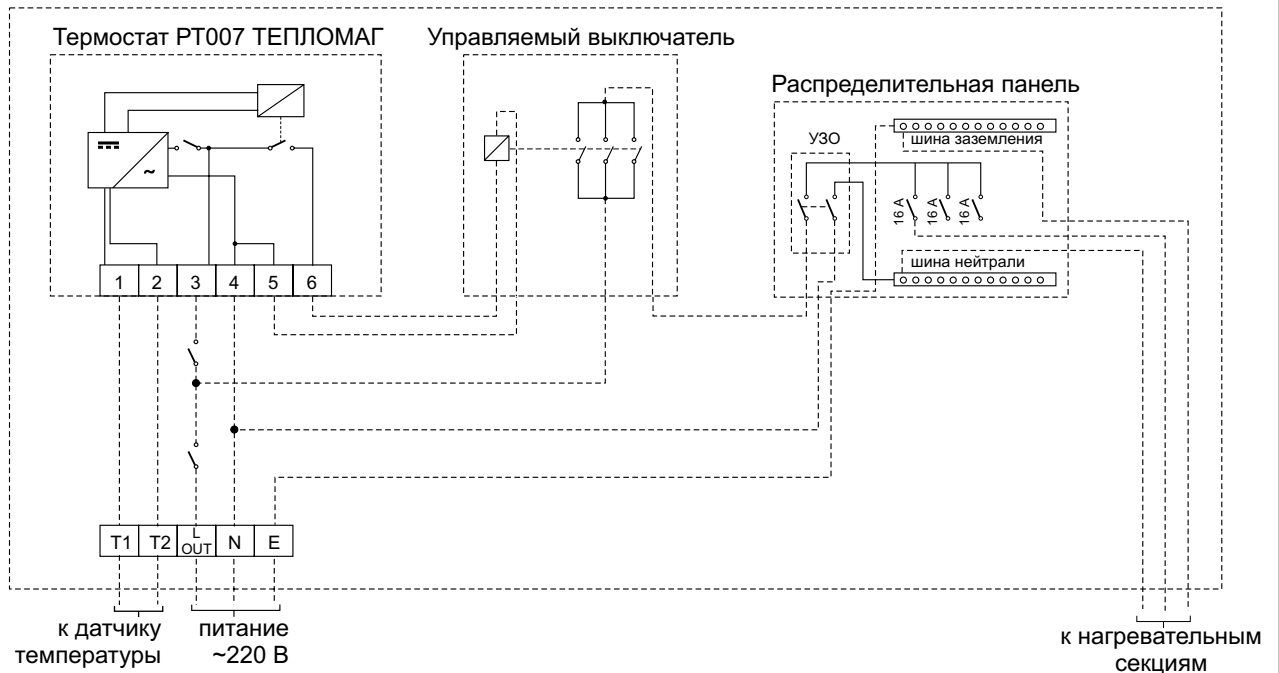 Термостат РТ007 ТЕПЛОМАГ
Управляемый выключатель
Распределительная панель
УЗО
шина заземления
16 А
16 А
16 А
шина нейтрали
~
1
2
3
4
5
6
T1
T2
L
OUT
N
E
к датчику
температуры
питание
~220 В
к нагревательным
секциям